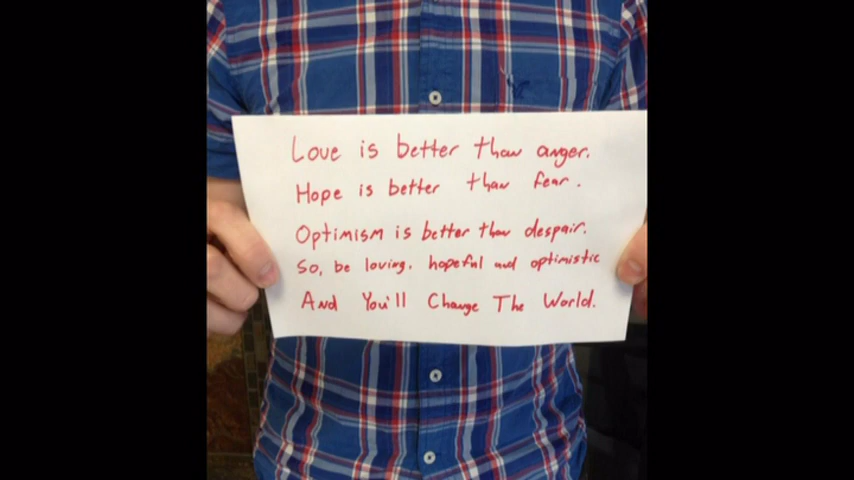 Love is better than anger.
Hope is better than fear.
Optimism is better than despair.
So, be loving, hopeful and optimistic
And You'll Change The World.